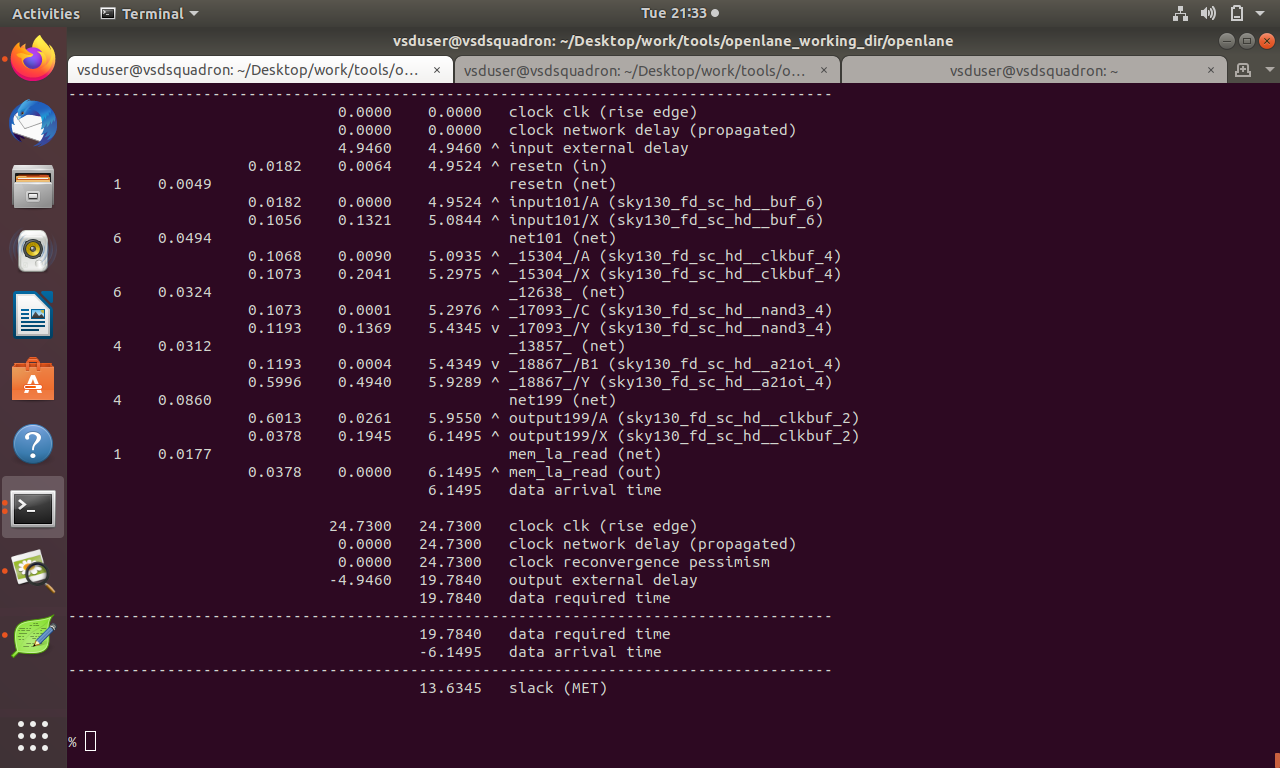 Activities Terminal Tue 21:33
vsduser@vsdsquadron: ~/Desktop/work/tools/openlane_working_dir/openlane
vsduser@vsdsquadron: ~/Desktop/work/tools/o… × vsduser@vsdsquadron: ~/Desktop/work/tools/o… × vsduser@vsdsquadron: ~ ×
-------------------------------------------------------------------------------------
0.0000 0.0000 clock clk (rise edge)
0.0000 0.0000 clock network delay (propagated)
4.9460 4.9460 ^ input external delay
0.0182 0.0064 4.9524 ^ resetn (in)
1 0.0049 resetn (net)
0.0182 0.0000 4.9524 ^ input101/A (sky130_fd_sc_hd__buf_6)
0.1056 0.1321 5.0844 ^ input101/X (sky130_fd_sc_hd__buf_6)
6 0.0494 net101 (net)
0.1068 0.0090 5.0935 ^ _15304_/A (sky130_fd_sc_hd__clkbuf_4)
0.1073 0.2041 5.2975 ^ _15304_/X (sky130_fd_sc_hd__clkbuf_4)
6 0.0324 _12638_ (net)
0.1073 0.0001 5.2976 ^ _17093_/C (sky130_fd_sc_hd__nand3_4)
0.1193 0.1369 5.4345 v _17093_/Y (sky130_fd_sc_hd__nand3_4)
4 0.0312 _13857_ (net)
0.1193 0.0004 5.4349 v _18867_/B1 (sky130_fd_sc_hd__a21oi_4)
0.5996 0.4940 5.9289 ^ _18867_/Y (sky130_fd_sc_hd__a21oi_4)
4 0.0860 net199 (net)
0.6013 0.0261 5.9550 ^ output199/A (sky130_fd_sc_hd__clkbuf_2)
0.0378 0.1945 6.1495 ^ output199/X (sky130_fd_sc_hd__clkbuf_2)
1 0.0177 mem_la_read (net)
0.0378 0.0000 6.1495 ^ mem_la_read (out)
6.1495 data arrival time
24.7300 24.7300 clock clk (rise edge)
0.0000 24.7300 clock network delay (propagated)
0.0000 24.7300 clock reconvergence pessimism
-4.9460 19.7840 output external delay
19.7840 data required time
-------------------------------------------------------------------------------------
19.7840 data required time
-6.1495 data arrival time
-------------------------------------------------------------------------------------
13.6345 slack (MET)
%